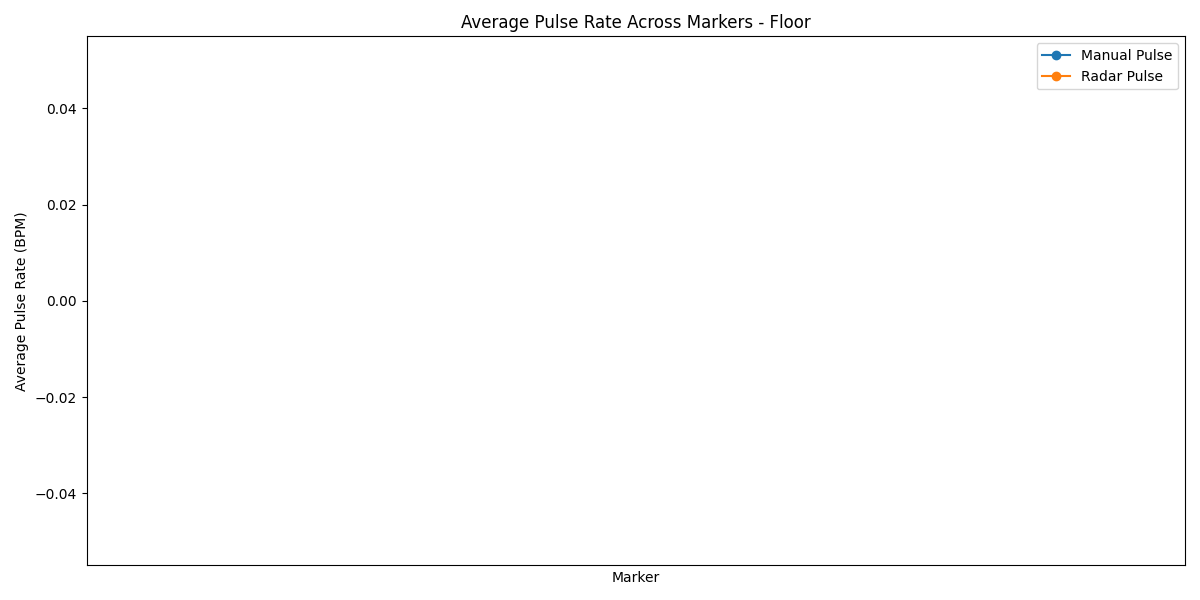 Average Pulse Rate Across Markers - Floor
Manual Pulse
Radar Pulse
0.04
0.02
0.00
−0.02
−0.04
Average Pulse Rate (BPM)
Marker